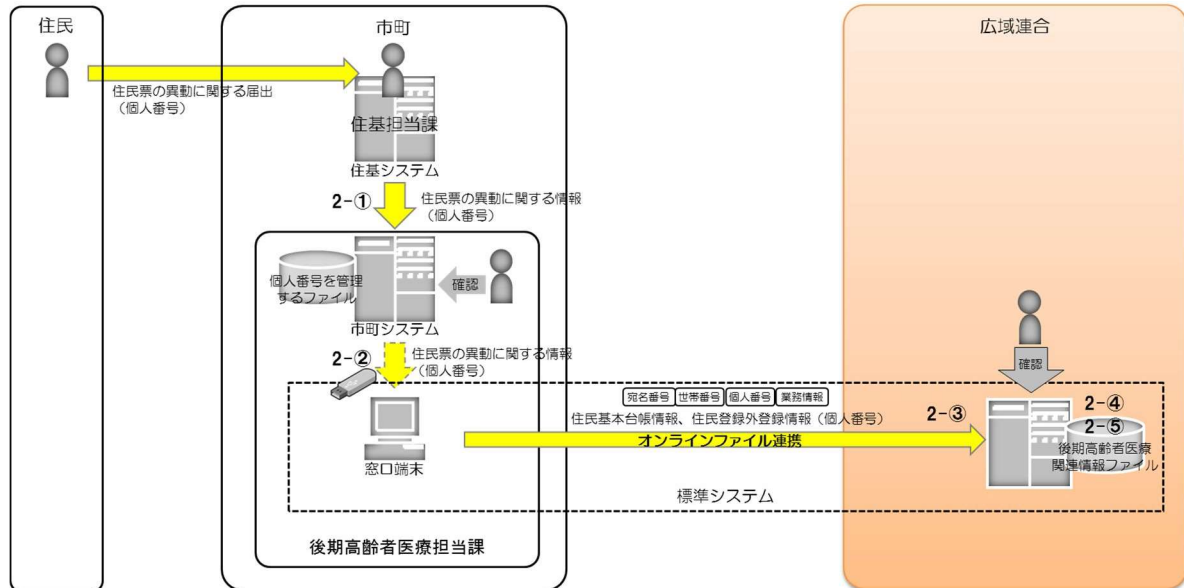 住民
市町
広域連合
住民票の異動に関する届出
（個人番号）
住基担当課
住基システム
2-①
住民票の異動に関する情報
（個人番号）
個人番号を管理
するファイル
確認
市町システム
2-②
住民票の異動に関する情報
（個人番号）
確認
宛名番号 世帯番号 個人番号 業務情報
住民基本台帳情報、住民登録外登録情報（個人番号）
2-③
2-④
2-⑤
オンラインファイル連携
後期高齢者医療
関連情報ファイル
窓口端末
標準システム
後期高齢者医療担当課